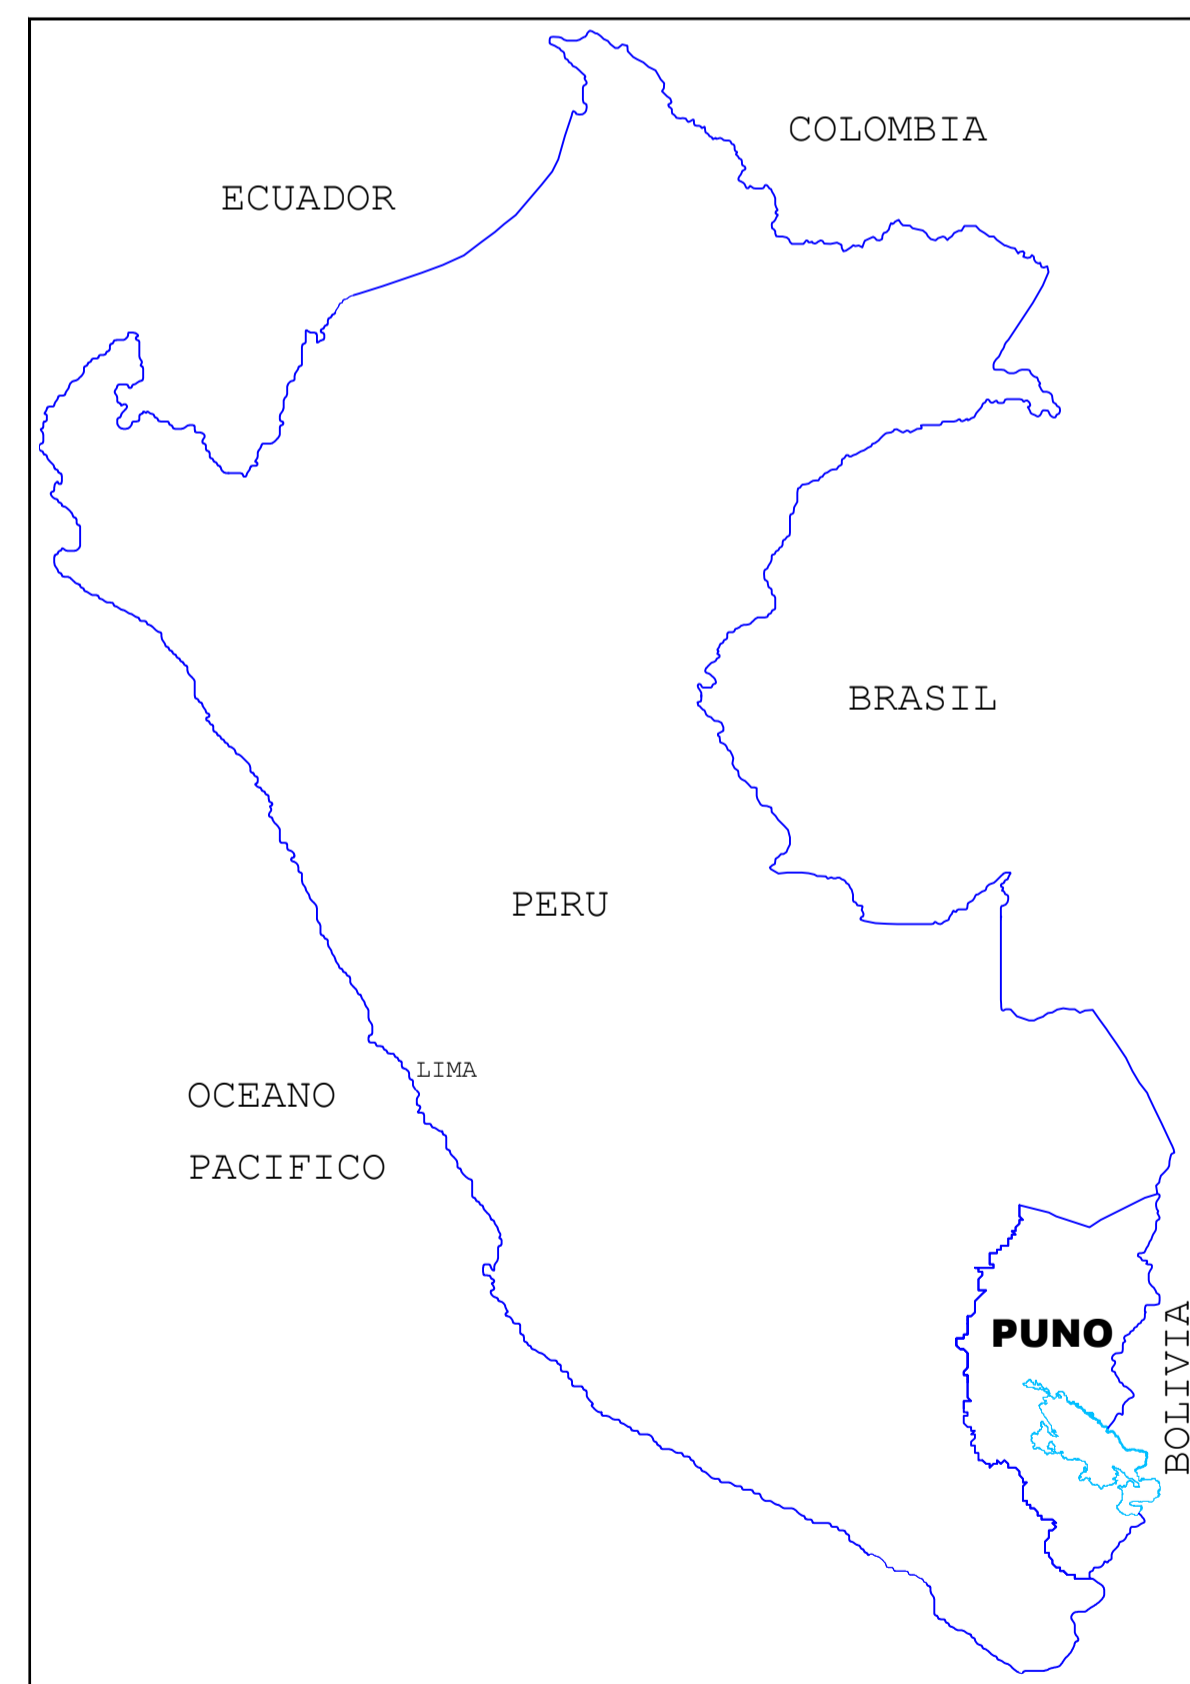 COLOMBIA
ECUADOR
BRASIL
PERU
LIMA
OCEANO
PACIFICO
PUNO
BOLIVIA